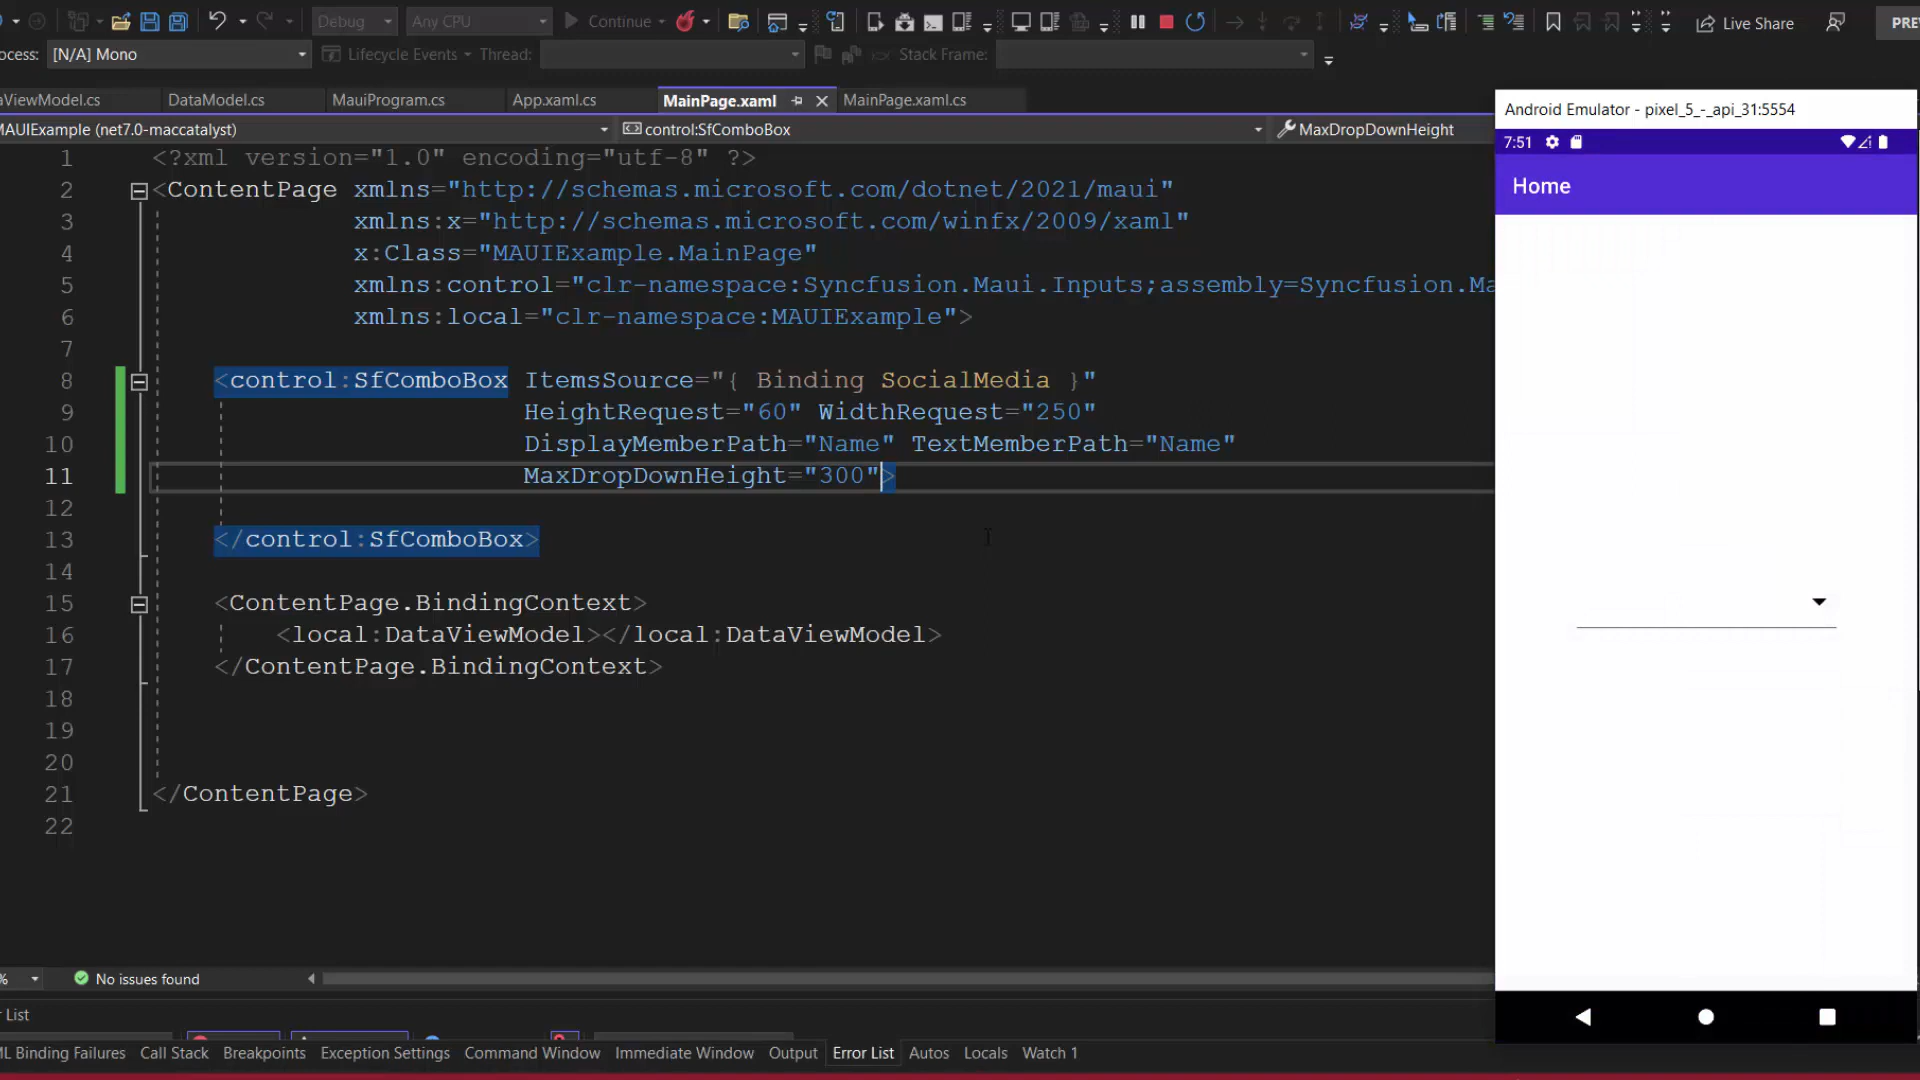 Debug Any CPU Continue Live Share PRE
ocess: [N/A] Mono Lifecycle Events Thread: Stack Frame:
aViewModel.cs DataModel.cs MauiProgram.cs App.xaml.cs MainPage.xaml MainPage.xaml.cs
MAUIExample (net7.0-maccatalyst) control:SfComboBox MaxDropDownHeight
1 <?xml version="1.0" encoding="utf-8" ?>
2 <ContentPage xmlns="http://schemas.microsoft.com/dotnet/2021/maui"
3 xmlns:x="http://schemas.microsoft.com/winfx/2009/xaml"
4 x:Class="MAUIExample.MainPage"
5 xmlns:control="clr-namespace:Syncfusion.Maui.Inputs;assembly=Syncfusion.Ma
6 xmlns:local="clr-namespace:MAUIExample">
7
8 <control:SfComboBox ItemsSource="{ Binding SocialMedia }"
9 HeightRequest="60" WidthRequest="250"
10 DisplayMemberPath="Name" TextMemberPath="Name"
11 MaxDropDownHeight="300">
12
13 </control:SfComboBox>
14
15 <ContentPage.BindingContext>
16 <local:DataViewModel></local:DataViewModel>
17 </ContentPage.BindingContext>
18
19
20
21 </ContentPage>
22
% No issues found
r List
ML Binding Failures Call Stack Breakpoints Exception Settings Command Window Immediate Window Output Error List Autos Locals Watch 1
Android Emulator - pixel_5_-_api_31:5554
7:51
Home